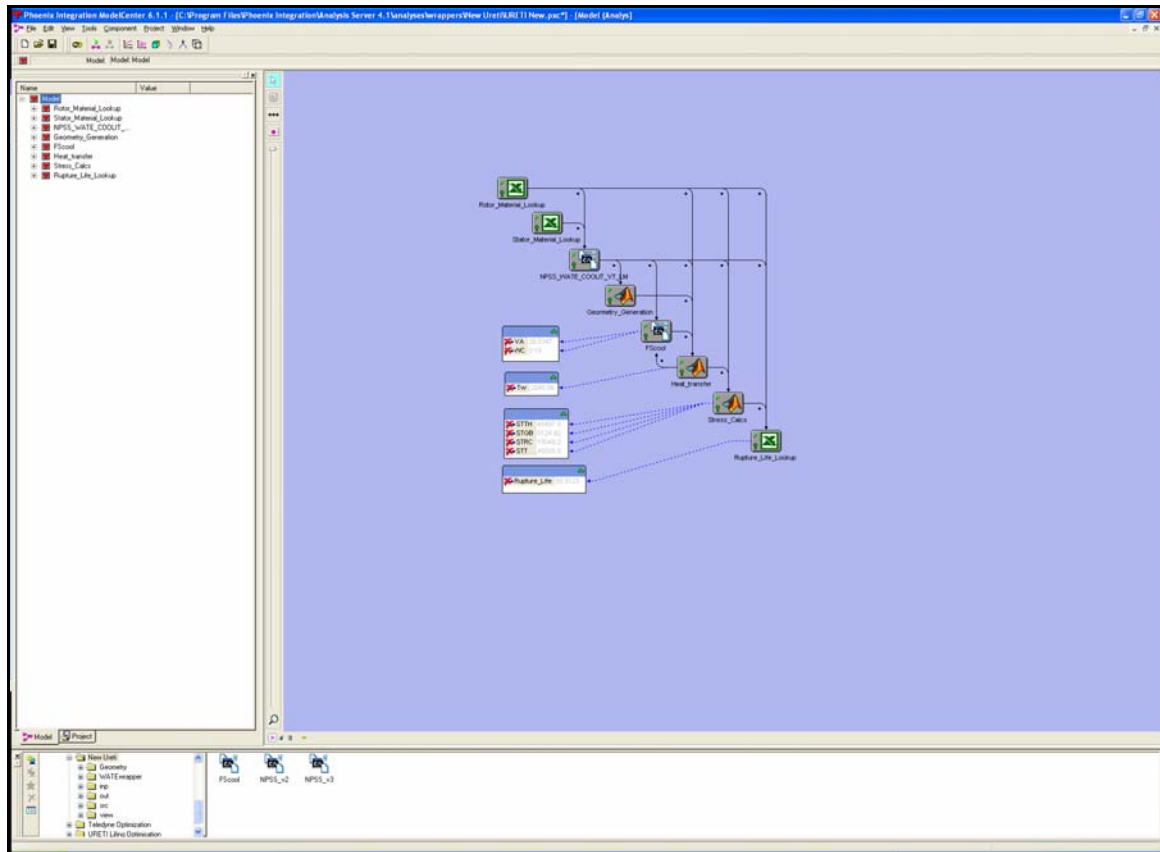 Phoenix Integration ModelCenter 6.1.1 - [C:\Program Files\Phoenix Integration\Analysis Server 4.1\analyses\wrappers\New Ureti\URETI New.pxc*] - [Model (Analys]
File Edit View Tools Component Project Window Help
Model: Model: Model
Name Value
Model
Rotor_Material_Lookup
Stator_Material_Lookup
NPSS_WATE_COOLIT_...
Geometry_Generation
FScool
Heat_transfer
Stress_Calcs
Rupture_Life_Lookup
Rotor_Material_Lookup
Stator_Material_Lookup
NPSS_WATE_COOLIT_VT_LM
Geometry_Generation
VA
WC
FScool
Tw
Heat_transfer
STTH
STGB
STRC
STT
Stress_Calcs
Rupture_Life_Lookup
Rupture_Life
Model Project
New Ureti
Geometry
WATEwrapper
inp
out
src
view
Teledyne Optimization
URETI Lifing Optimisation
FScool NPSS_v2 NPSS_v3